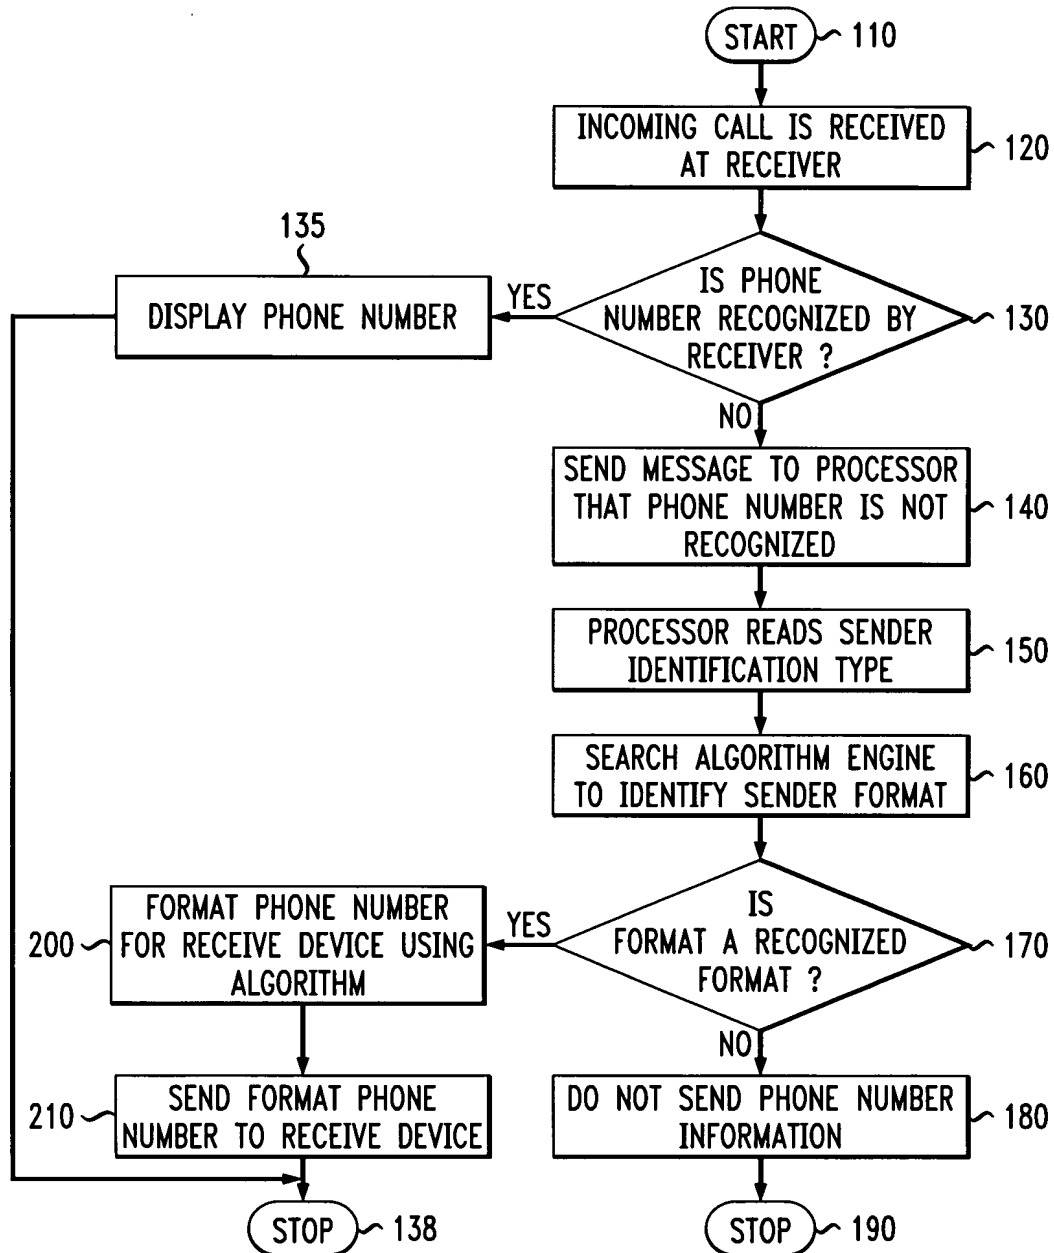 START
110
INCOMING CALL IS RECEIVED
AT RECEIVER
120
135
DISPLAY PHONE NUMBER
YES
IS PHONE
NUMBER RECOGNIZED BY
RECEIVER ?
130
NO
SEND MESSAGE TO PROCESSOR
THAT PHONE NUMBER IS NOT
RECOGNIZED
140
PROCESSOR READS SENDER
IDENTIFICATION TYPE
150
SEARCH ALGORITHM ENGINE
TO IDENTIFY SENDER FORMAT
160
IS
FORMAT A RECOGNIZED
FORMAT ?
170
YES
FORMAT PHONE NUMBER
FOR RECEIVE DEVICE USING
ALGORITHM
200
NO
SEND FORMAT PHONE
NUMBER TO RECEIVE DEVICE
210
DO NOT SEND PHONE NUMBER
INFORMATION
180
STOP
138
STOP
190